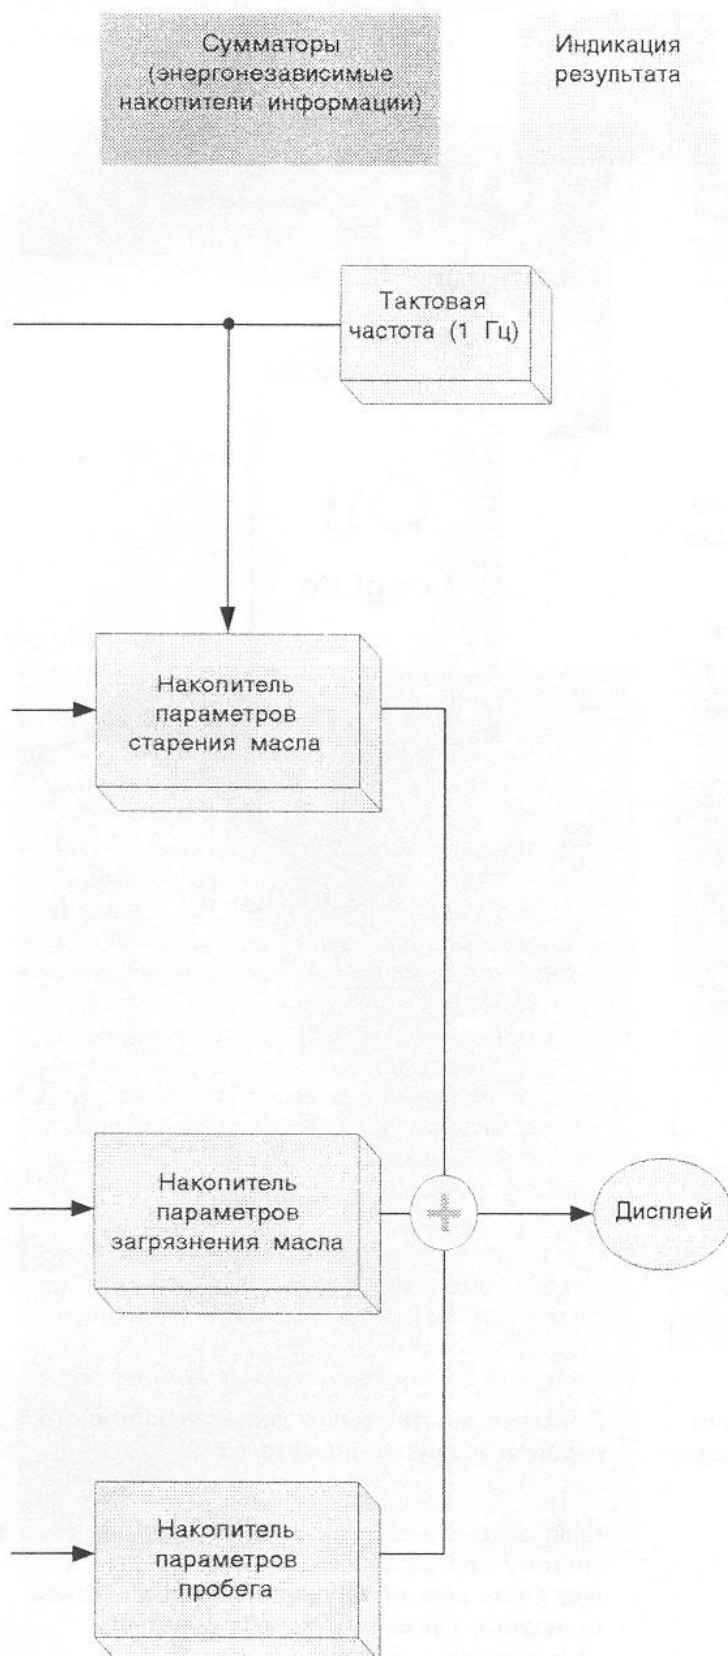 Сумматоры
(энергонезависимые
накопители информации)
Индикация
результата
Тактовая
частота (1 Гц)
Накопитель
параметров
старения масла
Накопитель
параметров
загрязнения масла
Дисплей
Накопитель
параметров
пробега